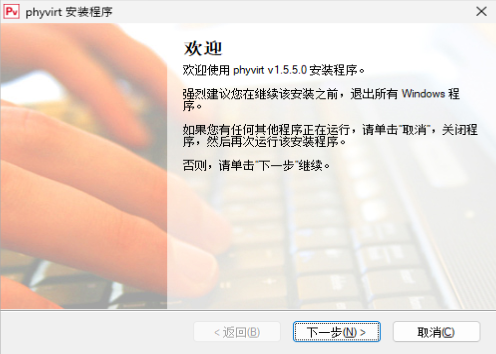 Pv phyvirt 安装程序
欢迎
欢迎使用 phyvirt v1.5.5.0 安装程序。
强烈建议您在继续该安装之前，退出所有 Windows 程
序。
如果您有任何其他程序正在运行，请单击“取消”，关闭程
序，然后再次运行该安装程序。
否则，请单击“下一步”继续。
< 返回(B) 下一步(N) > 取消(C)